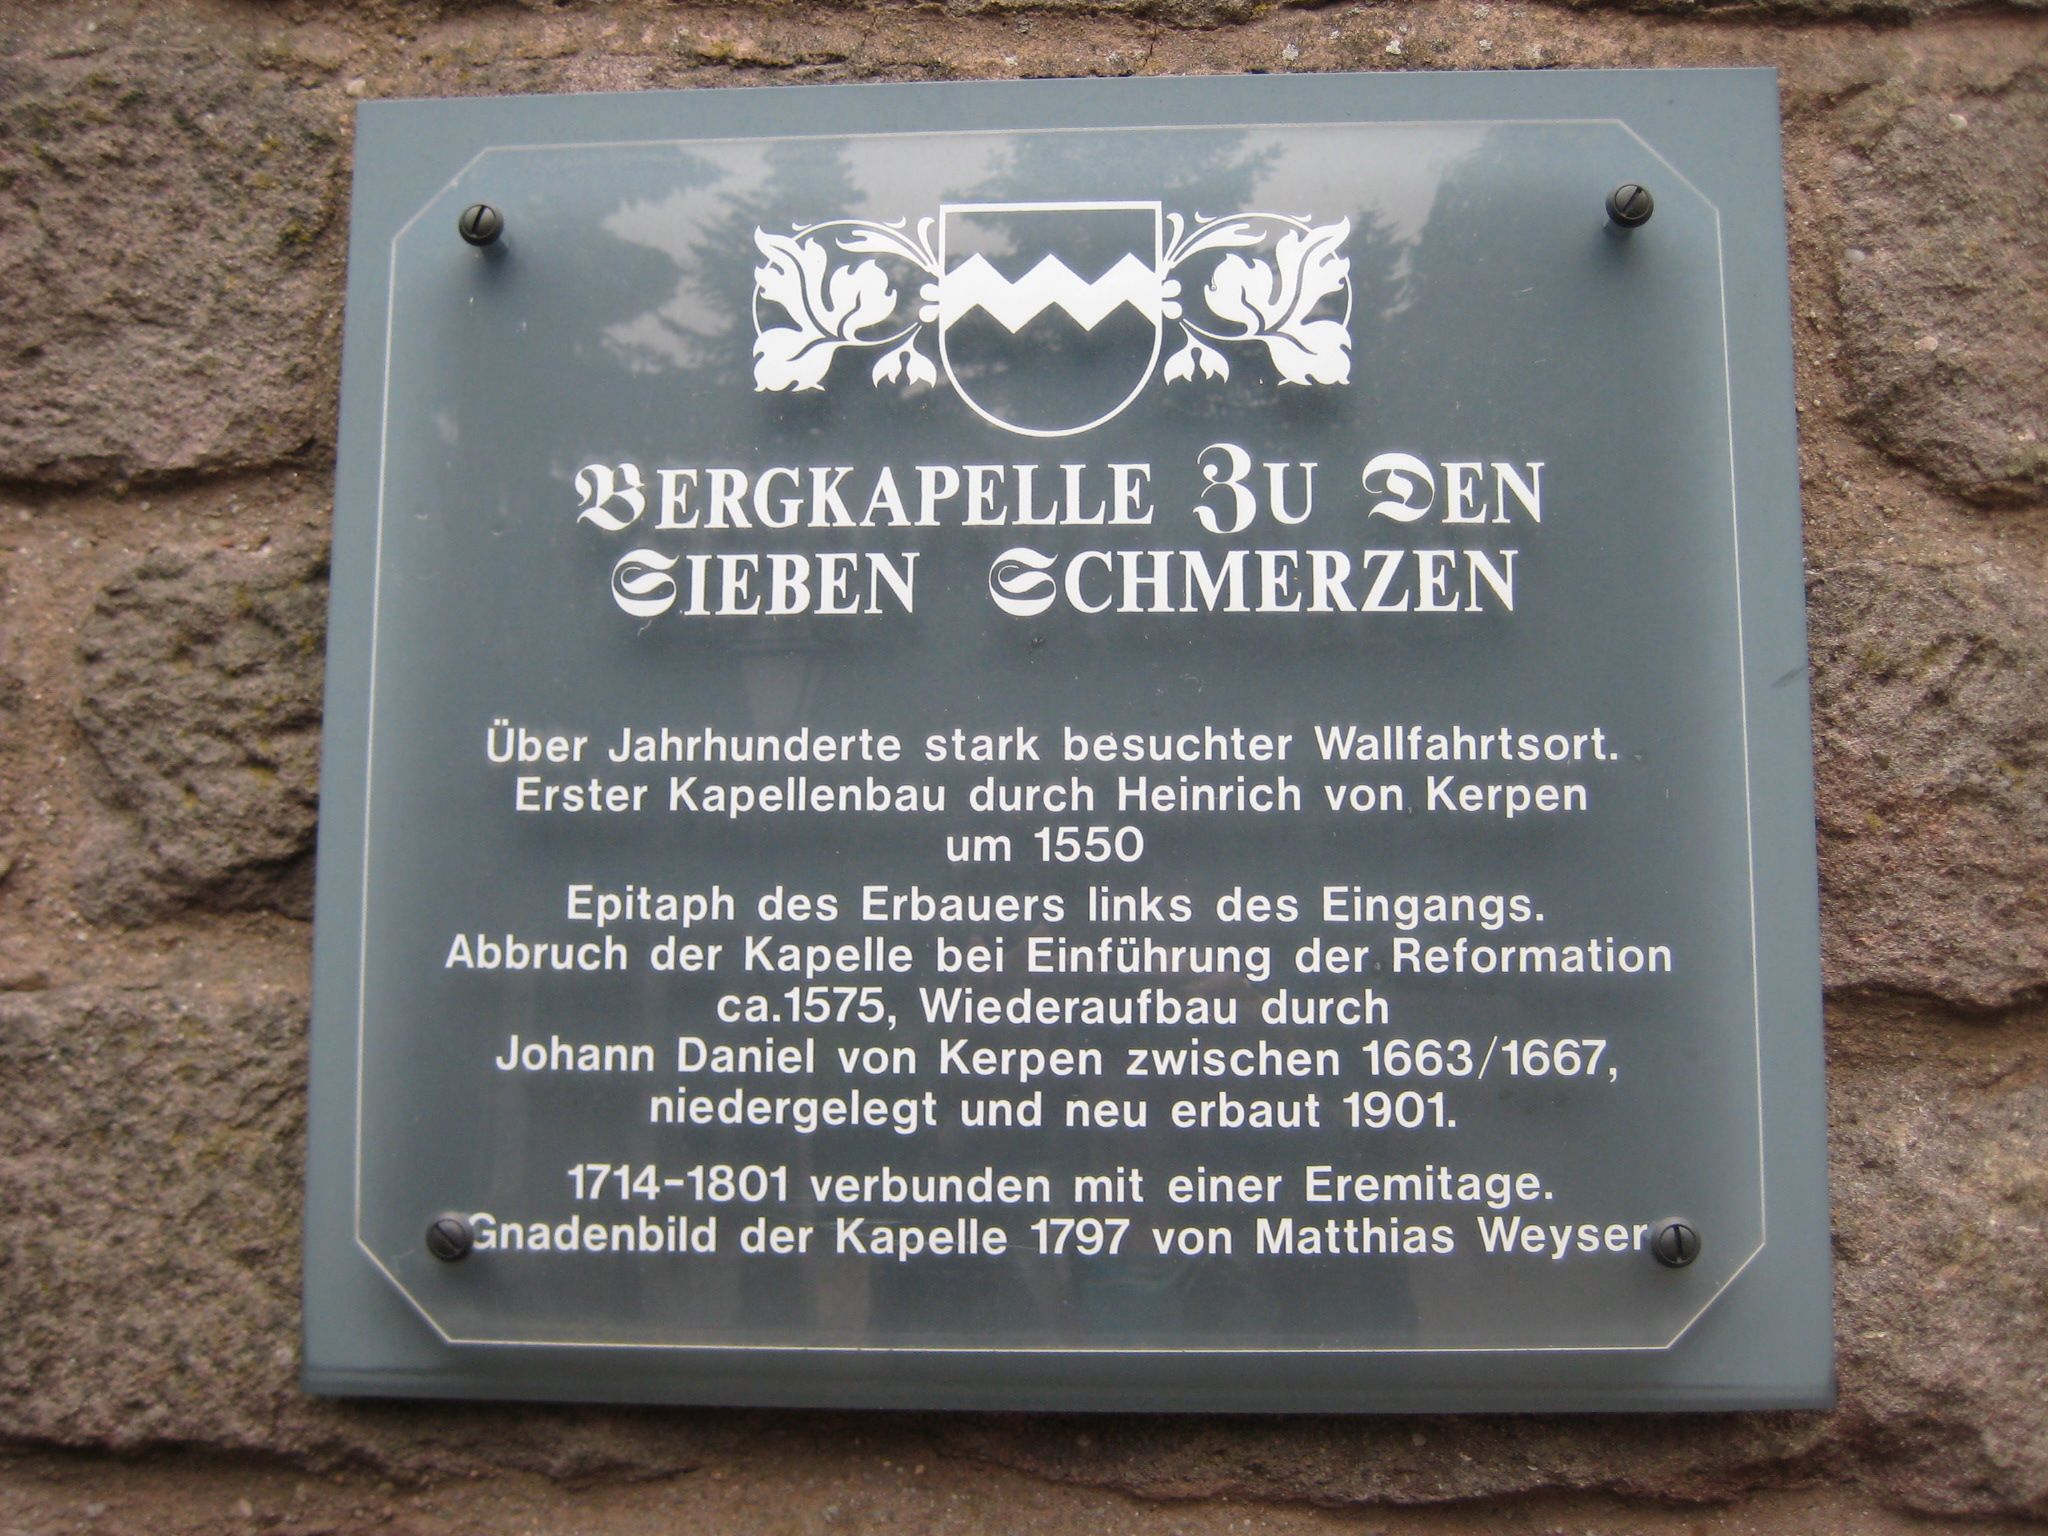 Bergkapelle Zu Den
Sieben Schmerzen
Über Jahrhunderte stark besuchter Wallfahrtsort.
Erster Kapellenbau durch Heinrich von Kerpen
um 1550
Epitaph des Erbauers links des Eingangs.
Abbruch der Kapelle bei Einführung der Reformation
ca.1575, Wiederaufbau durch
Johann Daniel von Kerpen zwischen 1663/1667,
niedergelegt und neu erbaut 1901.
1714-1801 verbunden mit einer Eremitage.
Gnadenbild der Kapelle 1797 von Matthias Weyser